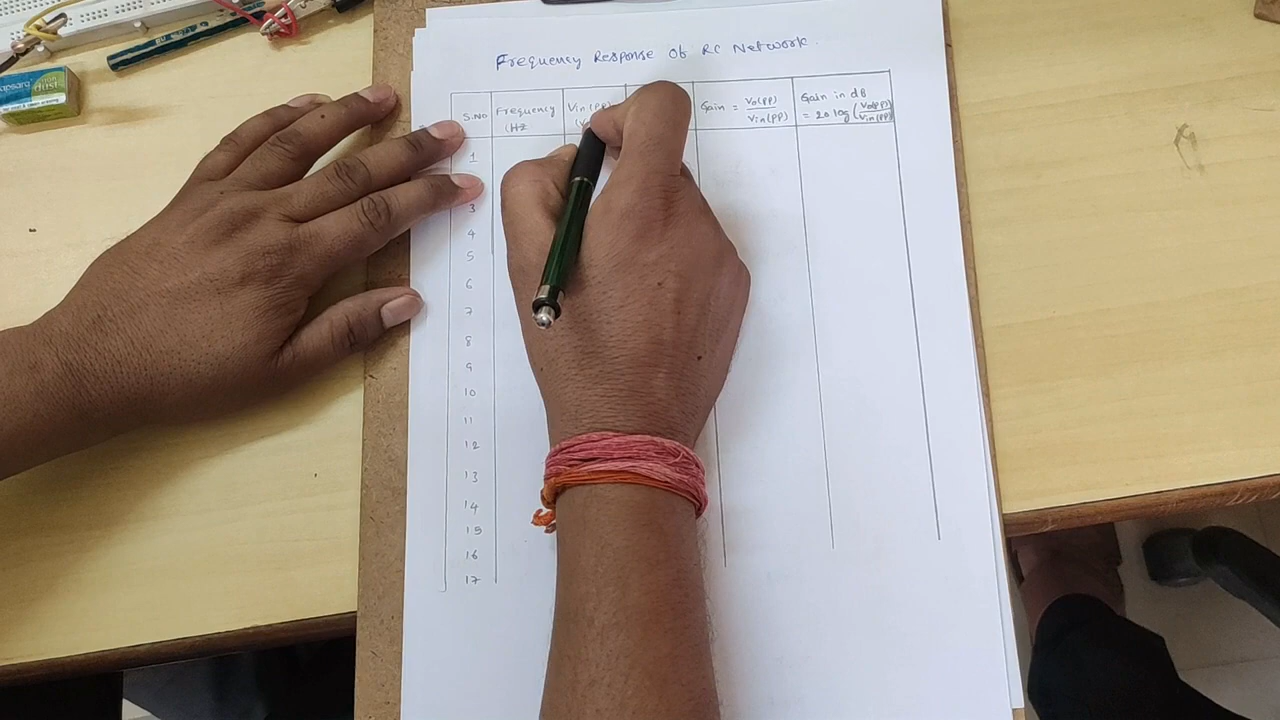 Frequency Response Of RC Network.
S.NO
Frequency
(Hz
Vin (PP)
(V
Gain = Vo(PP)
Vin(PP)
Gain in dB
= 20 log (Vo(PP)
Vin(PP))
1
3
4
5
6
7
8
9
10
11
12
13
14
15
16
17
apsara
dust